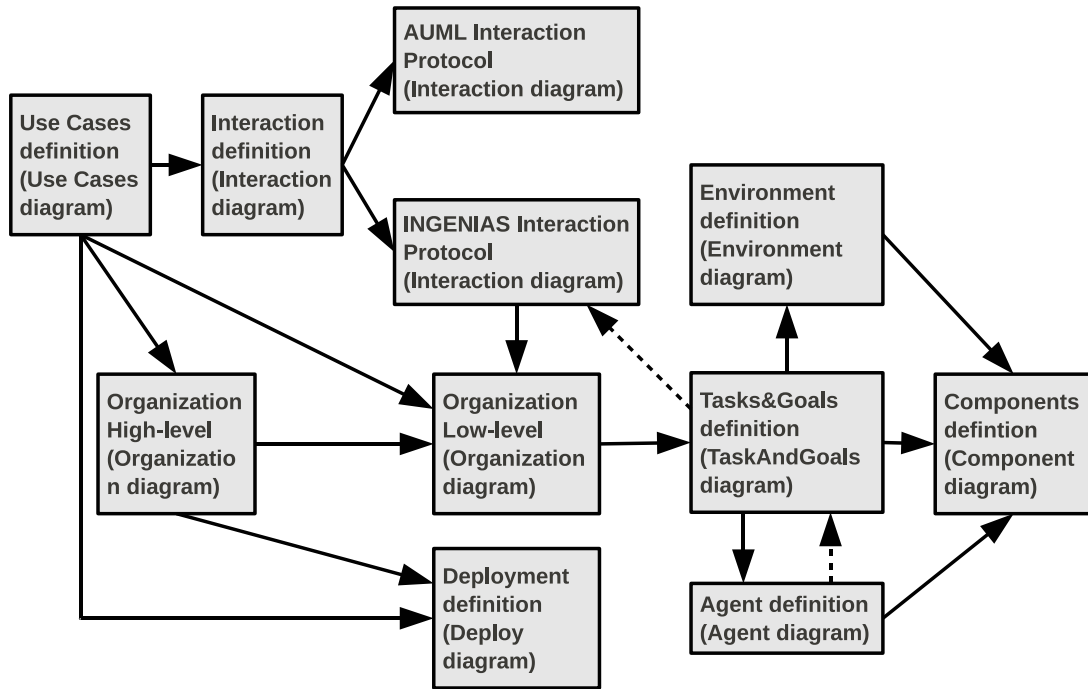 AUML Interaction
Protocol
(Interaction diagram)
Use Cases
definition
(Use Cases
diagram)
Interaction
definition
(Interaction
diagram)
INGENIAS Interaction
Protocol
(Interaction diagram)
Environment
definition
(Environment
diagram)
Organization
High-level
(Organizatio
n diagram)
Organization
Low-level
(Organization
diagram)
Tasks&Goals
definition
(TaskAndGoals
diagram)
Components
defintion
(Component
diagram)
Deployment
definition
(Deploy
diagram)
Agent definition
(Agent diagram)